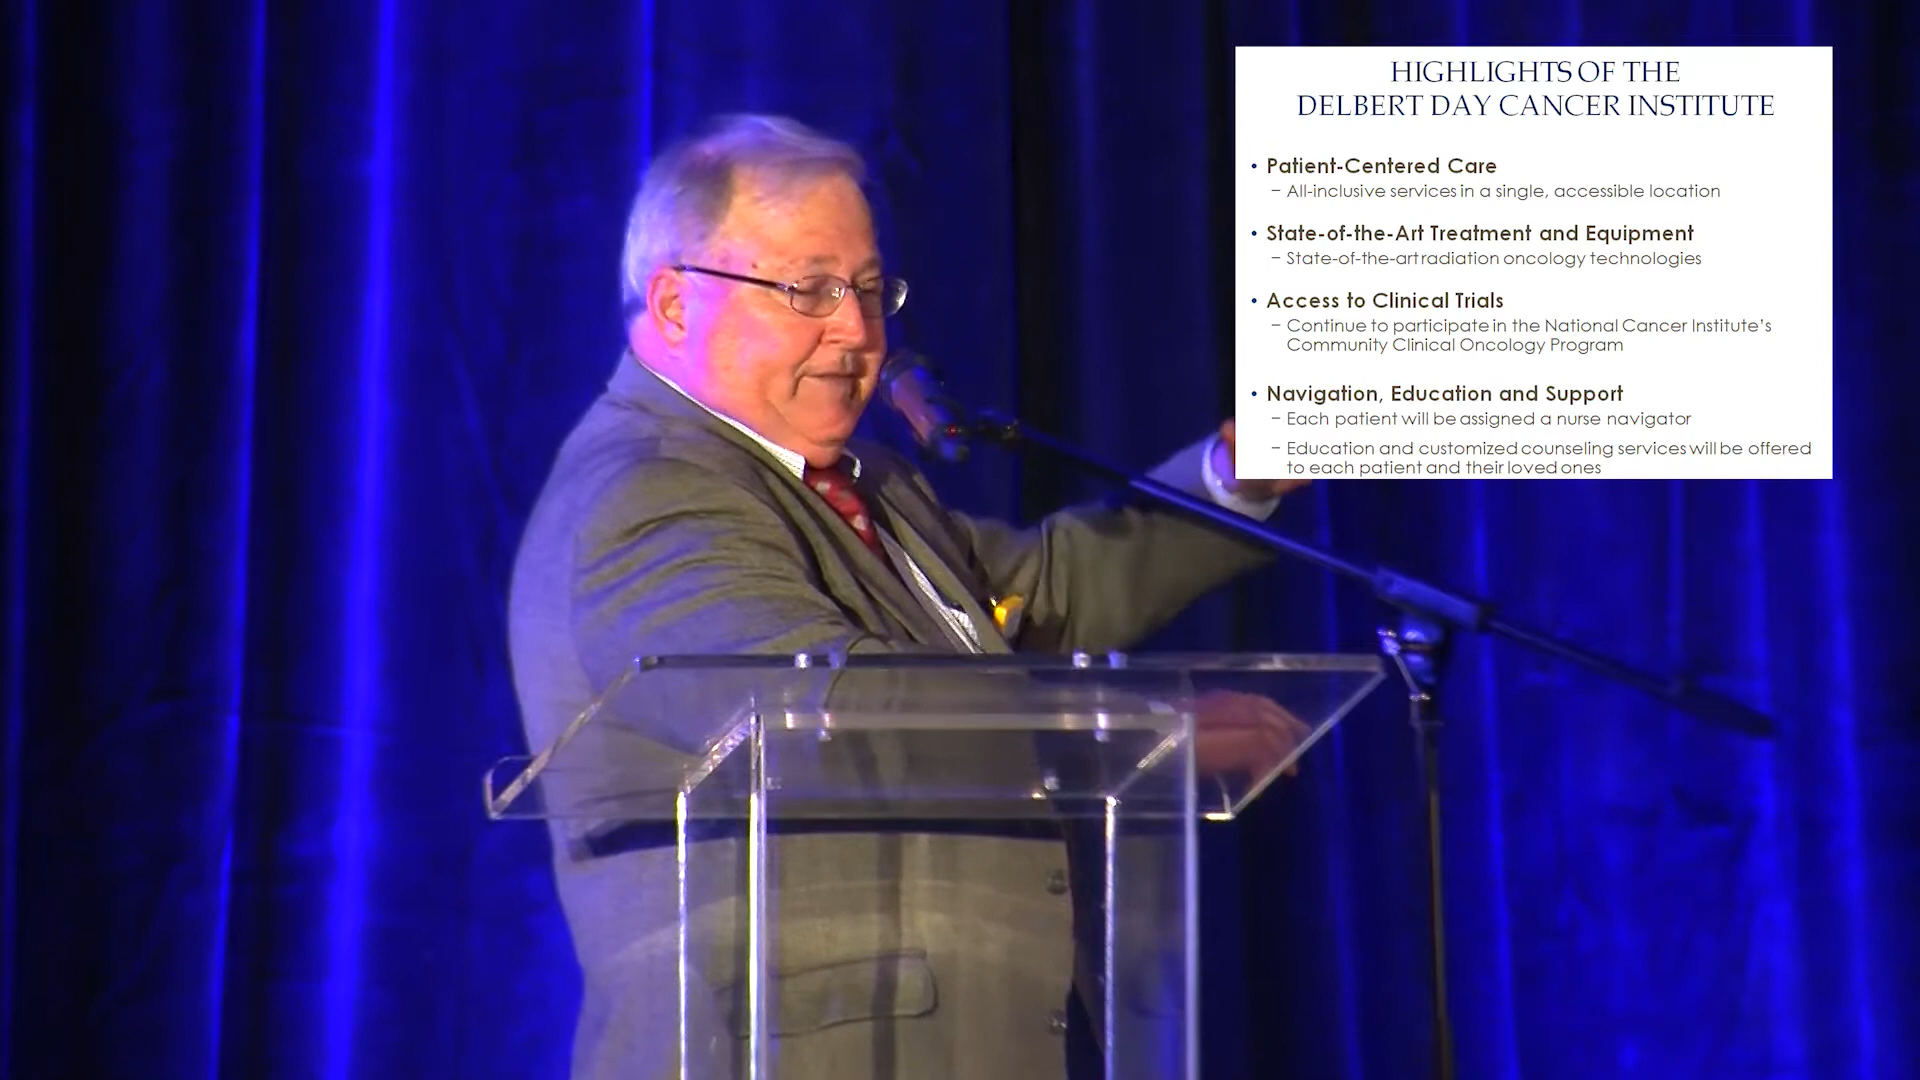 HIGHLIGHTS OF THE
DELBERT DAY CANCER INSTITUTE
• Patient-Centered Care
– All-inclusive services in a single, accessible location
• State-of-the-Art Treatment and Equipment
– State-of-the-art radiation oncology technologies
• Access to Clinical Trials
– Continue to participate in the National Cancer Institute’s
Community Clinical Oncology Program
• Navigation, Education and Support
– Each patient will be assigned a nurse navigator
– Education and customized counseling services will be offered
to each patient and their loved ones